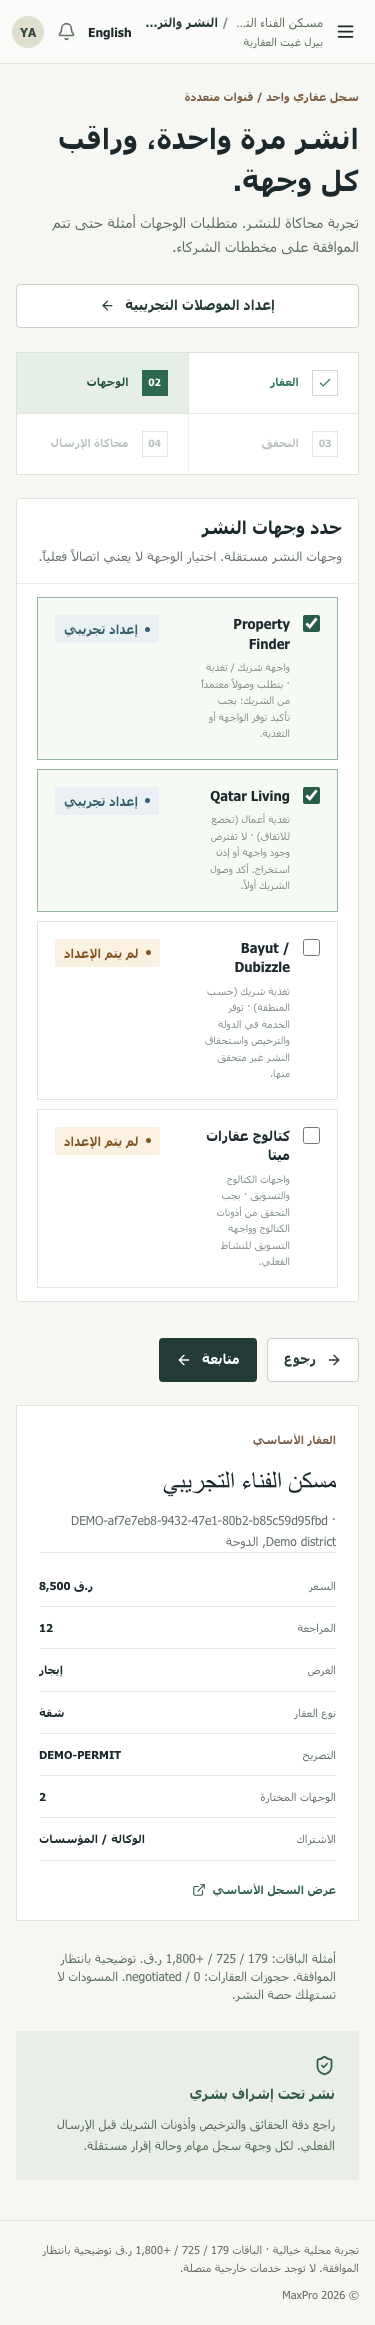 مسكن الفناء الت... / النشر والتر...
بيرل غيت العقارية
English
YA
سجل عقاري واحد / قنوات متعددة
انشر مرة واحدة، وراقب
كل وجهة.
تجربة محاكاة للنشر. متطلبات الوجهات أمثلة حتى تتم
الموافقة على مخططات الشركاء.
إعداد الموصلات التجريبية
العقار
02 الوجهات
03 التحقق
04 محاكاة الإرسال
حدد وجهات النشر
وجهات النشر مستقلة. اختيار الوجهة لا يعني اتصالاً فعلياً.
Property
Finder
إعداد تجريبي
واجهة شريك / تغذية
· يتطلب وصولاً معتمداً
من الشريك؛ يجب
تأكيد توفر الواجهة أو
التغذية.
Qatar Living
إعداد تجريبي
تغذية أعمال (تخضع
للاتفاق) · لا تفترض
وجود واجهة أو إذن
استخراج. أكد وصول
الشريك أولاً.
Bayut /
Dubizzle
لم يتم الإعداد
تغذية شريك (حسب
المنطقة) · توفر
الخدمة في الدولة
والترخيص واستحقاق
النشر غير متحقق
منها.
كتالوج عقارات
ميتا
لم يتم الإعداد
واجهات الكتالوج
والتسويق · يجب
التحقق من أذونات
الكتالوج وواجهة
التسويق للنشاط
الفعلي.
رجوع
متابعة
العقار الأساسي
مسكن الفناء التجريبي
DEMO-af7e7eb8-9432-47e1-80b2-b85c59d95fbd ·
Demo district, الدوحة
السعر ر.ق 8,500
المراجعة 12
الغرض إيجار
نوع العقار شقة
التصريح DEMO-PERMIT
الوجهات المختارة 2
الاشتراك الوكالة / المؤسسات
عرض السجل الأساسي
أمثلة الباقات: 179 / 725 / +1,800 ر.ق. توضيحية بانتظار
الموافقة. حجوزات العقارات: 0 / negotiated. المسودات لا
تستهلك حصة النشر.
نشر تحت إشراف بشري
راجع دقة الحقائق والترخيص وأذونات الشريك قبل الإرسال
الفعلي. لكل وجهة سجل مهام وحالة إقرار مستقلة.
تجربة محلية خيالية · الباقات 179 / 725 / +1,800 ر.ق توضيحية بانتظار
الموافقة. لا توجد خدمات خارجية متصلة.
© 2026 MaxPro